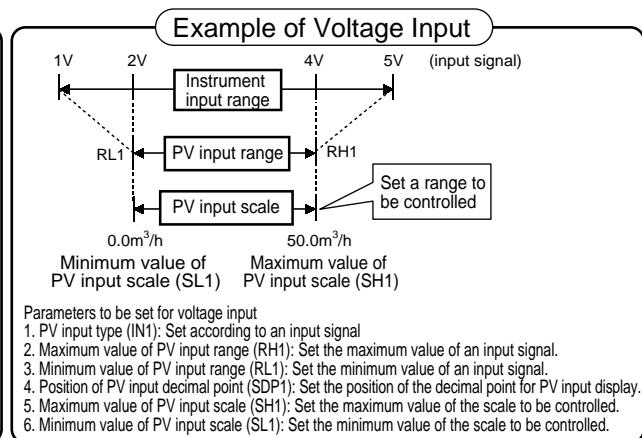 Example of Voltage Input
1V 2V 4V 5V (input signal)
Instrument
input range
RL1 PV input range RH1
PV input scale
Set a range to
be controlled
0.0m³/h 50.0m³/h
Minimum value of
PV input scale (SL1)
Maximum value of
PV input scale (SH1)
Parameters to be set for voltage input
1. PV input type (IN1): Set according to an input signal
2. Maximum value of PV input range (RH1): Set the maximum value of an input signal.
3. Minimum value of PV input range (RL1): Set the minimum value of an input signal.
4. Position of PV input decimal point (SDP1): Set the position of the decimal point for PV input display.
5. Maximum value of PV input scale (SH1): Set the maximum value of the scale to be controlled.
6. Minimum value of PV input scale (SL1): Set the minimum value of the scale to be controlled.